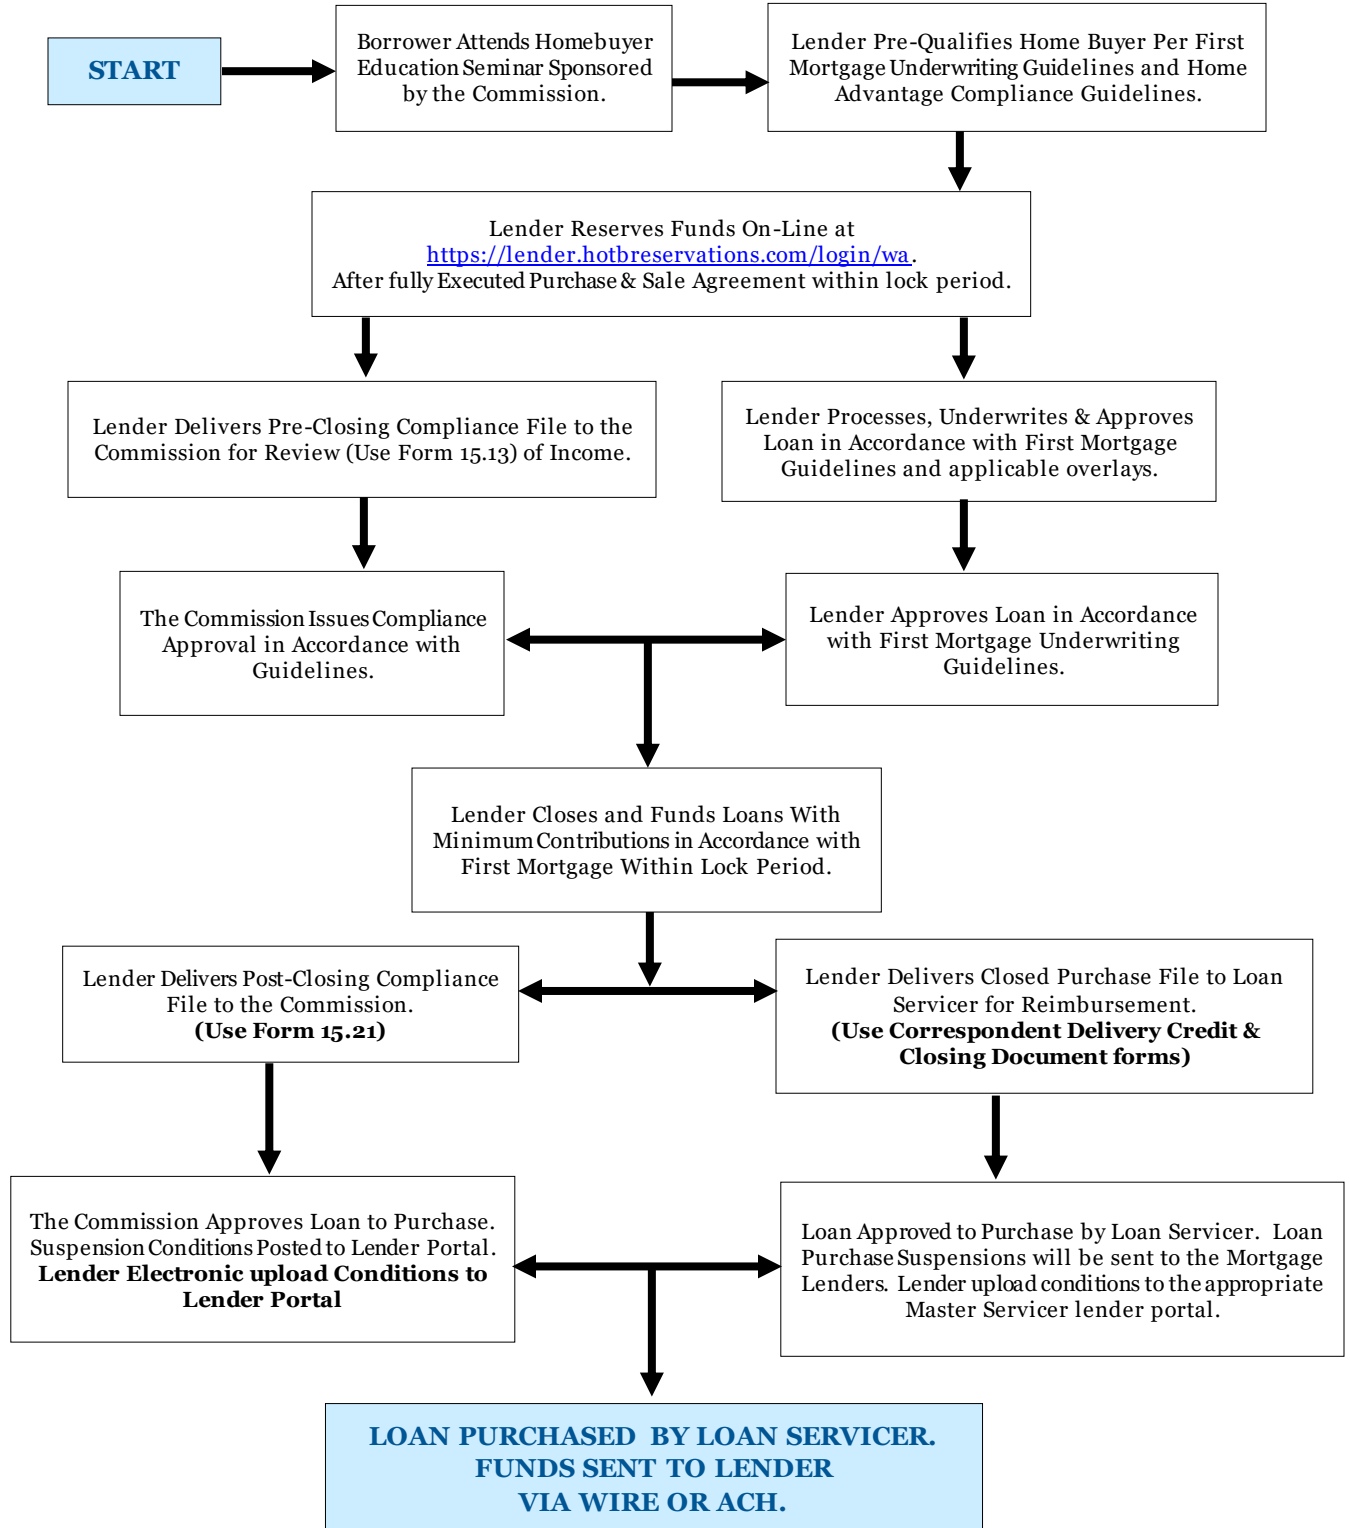 START
Borrower Attends Homebuyer
Education Seminar Sponsored
by the Commission.
Lender Pre-Qualifies Home Buyer Per First
Mortgage Underwriting Guidelines and Home
Advantage Compliance Guidelines.
Lender Reserves Funds On-Line at
https://lender.hotbreservations.com/login/wa.
After fully Executed Purchase & Sale Agreement within lock period.
Lender Delivers Pre-Closing Compliance File to the
Commission for Review (Use Form 15.13) of Income.
Lender Processes, Underwrites & Approves
Loan in Accordance with First Mortgage
Guidelines and applicable overlays.
The Commission Issues Compliance
Approval in Accordance with
Guidelines.
Lender Approves Loan in Accordance
with First Mortgage Underwriting
Guidelines.
Lender Closes and Funds Loans With
Minimum Contributions in Accordance with
First Mortgage Within Lock Period.
Lender Delivers Post-Closing Compliance
File to the Commission.
(Use Form 15.21)
Lender Delivers Closed Purchase File to Loan
Servicer for Reimbursement.
(Use Correspondent Delivery Credit &
Closing Document forms)
The Commission Approves Loan to Purchase.
Suspension Conditions Posted to Lender Portal.
Lender Electronic upload Conditions to
Lender Portal
Loan Approved to Purchase by Loan Servicer. Loan
Purchase Suspensions will be sent to the Mortgage
Lenders. Lender upload conditions to the appropriate
Master Servicer lender portal.
LOAN PURCHASED BY LOAN SERVICER.
FUNDS SENT TO LENDER
VIA WIRE OR ACH.